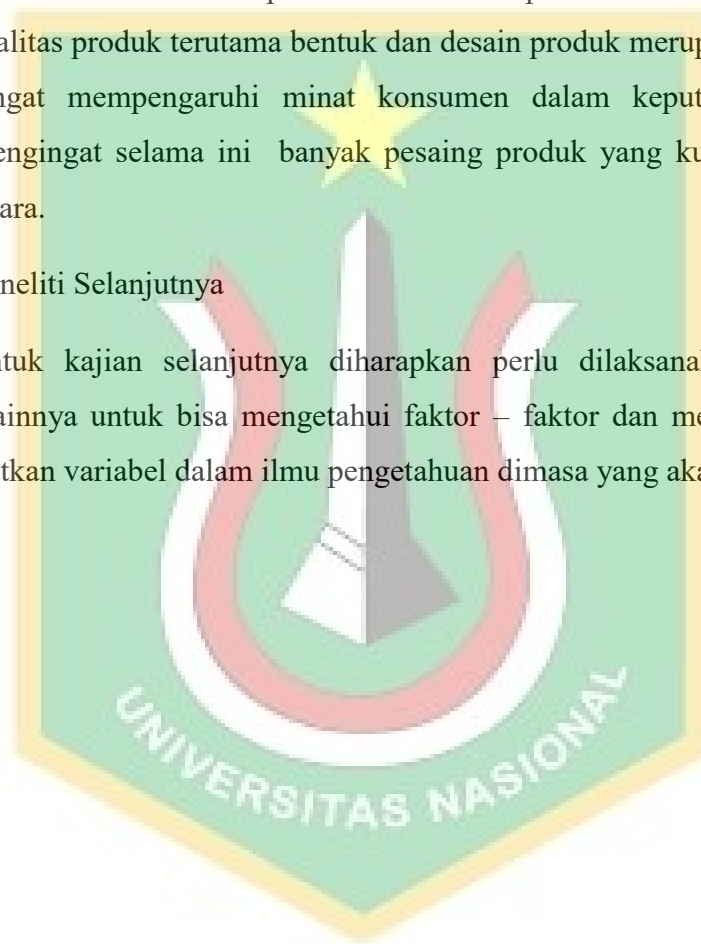 alitas produk terutama bentuk dan desain produk merup
ngat mempengaruhi minat konsumen dalam keput
engingat selama ini banyak pesaing produk yang ku
ara.
neliti Selanjutnya
ntuk kajian selanjutnya diharapkan perlu dilaksanal
ainnya untuk bisa mengetahui faktor – faktor dan me
tkan variabel dalam ilmu pengetahuan dimasa yang aka
UNIVERSITAS NASIONAL